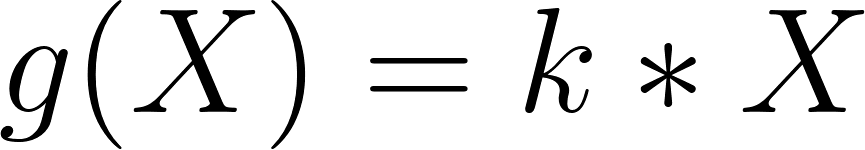 g(X) = k * X